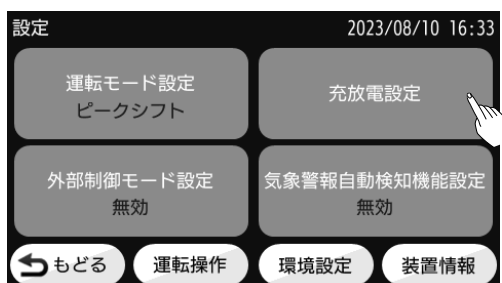 設定 2023/08/10 16:33
運転モード設定
ピークシフト
充放電設定
外部制御モード設定
無効
気象警報自動検知機能設定
無効
もどる 運転操作 環境設定 装置情報